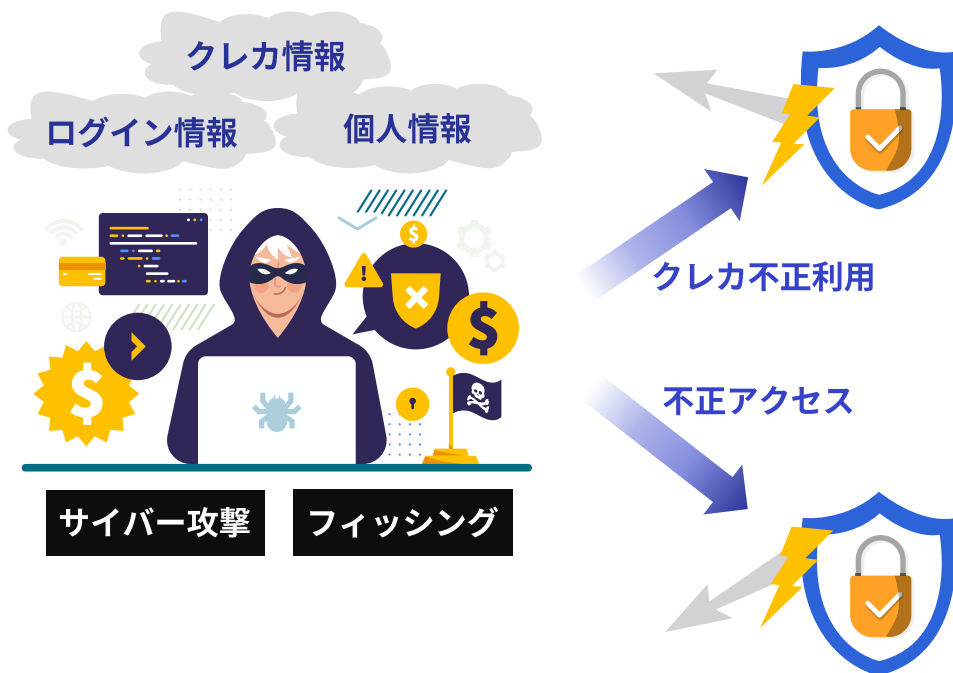 クレカ情報
ログイン情報
個人情報
$
$
!
$
クレカ不正利用
不正アクセス
サイバー攻撃
フィッシング